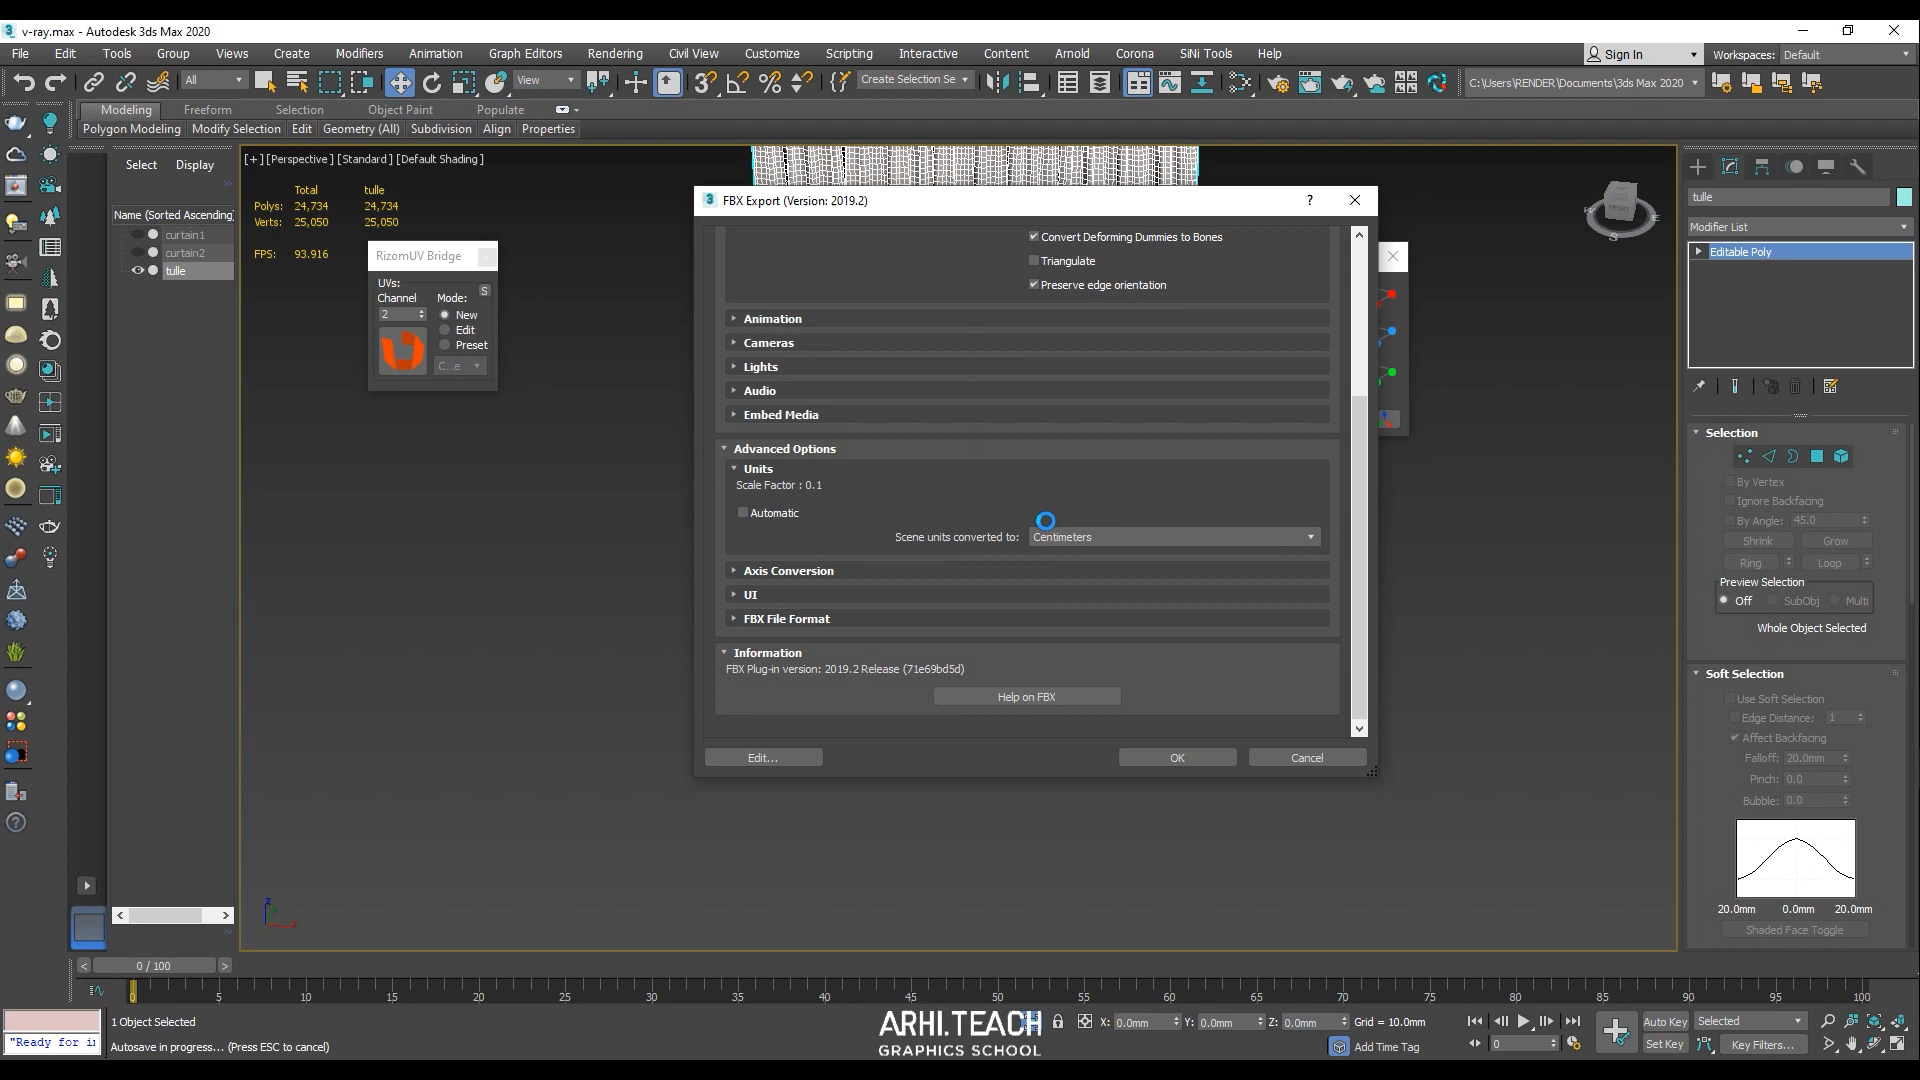 v-ray.max - Autodesk 3ds Max 2020
File Edit Tools Group Views Create Modifiers Animation Graph Editors Rendering Civil View Customize Scripting Interactive Content Arnold Corona SiNi Tools Help
Sign In Workspaces: Default
All View Create Selection Se C:\Users\RENDER\Documents\3ds Max 2020
Modeling Freeform Selection Object Paint Populate
Polygon Modeling Modify Selection Edit Geometry (All) Subdivision Align Properties
Select Display
Name (Sorted Ascending)
curtain1
curtain2
tulle
[+] [Perspective] [Standard] [Default Shading]
Total tulle
Polys: 24,734 24,734
Verts: 25,050 25,050
FPS: 93.916
RizomUV Bridge
UVs:
Channel Mode: S
2 New
Edit
Preset
C...e
FBX Export (Version: 2019.2) ?
Convert Deforming Dummies to Bones
Triangulate
Preserve edge orientation
Animation
Cameras
Lights
Audio
Embed Media
Advanced Options
Units
Scale Factor : 0.1
Automatic
Scene units converted to: Centimeters
Axis Conversion
UI
FBX File Format
Information
FBX Plug-in version: 2019.2 Release (71e69bd5d)
Help on FBX
Edit... OK Cancel
FRONT
W E
S
tulle
Modifier List
Editable Poly
Selection
By Vertex
Ignore Backfacing
By Angle: 45.0
Shrink Grow
Ring Loop
Preview Selection
Off SubObj Multi
Whole Object Selected
Soft Selection
Use Soft Selection
Edge Distance: 1
Affect Backfacing
Falloff: 20.0mm
Pinch: 0.0
Bubble: 0.0
20.0mm 0.0mm 20.0mm
Shaded Face Toggle
z
x
< 0 / 100 >
0 5 10 15 20 25 30 35 40 45 50 55 60 65 70 75 80 85 90 95 100
"Ready for i
1 Object Selected
Autosave in progress... (Press ESC to cancel)
ARHI.TEACH
GRAPHICS SCHOOL
X: 0.0mm Y: 0.0mm Z: 0.0mm Grid = 10.0mm
Add Time Tag
Auto Key Selected
0 Set Key Key Filters...